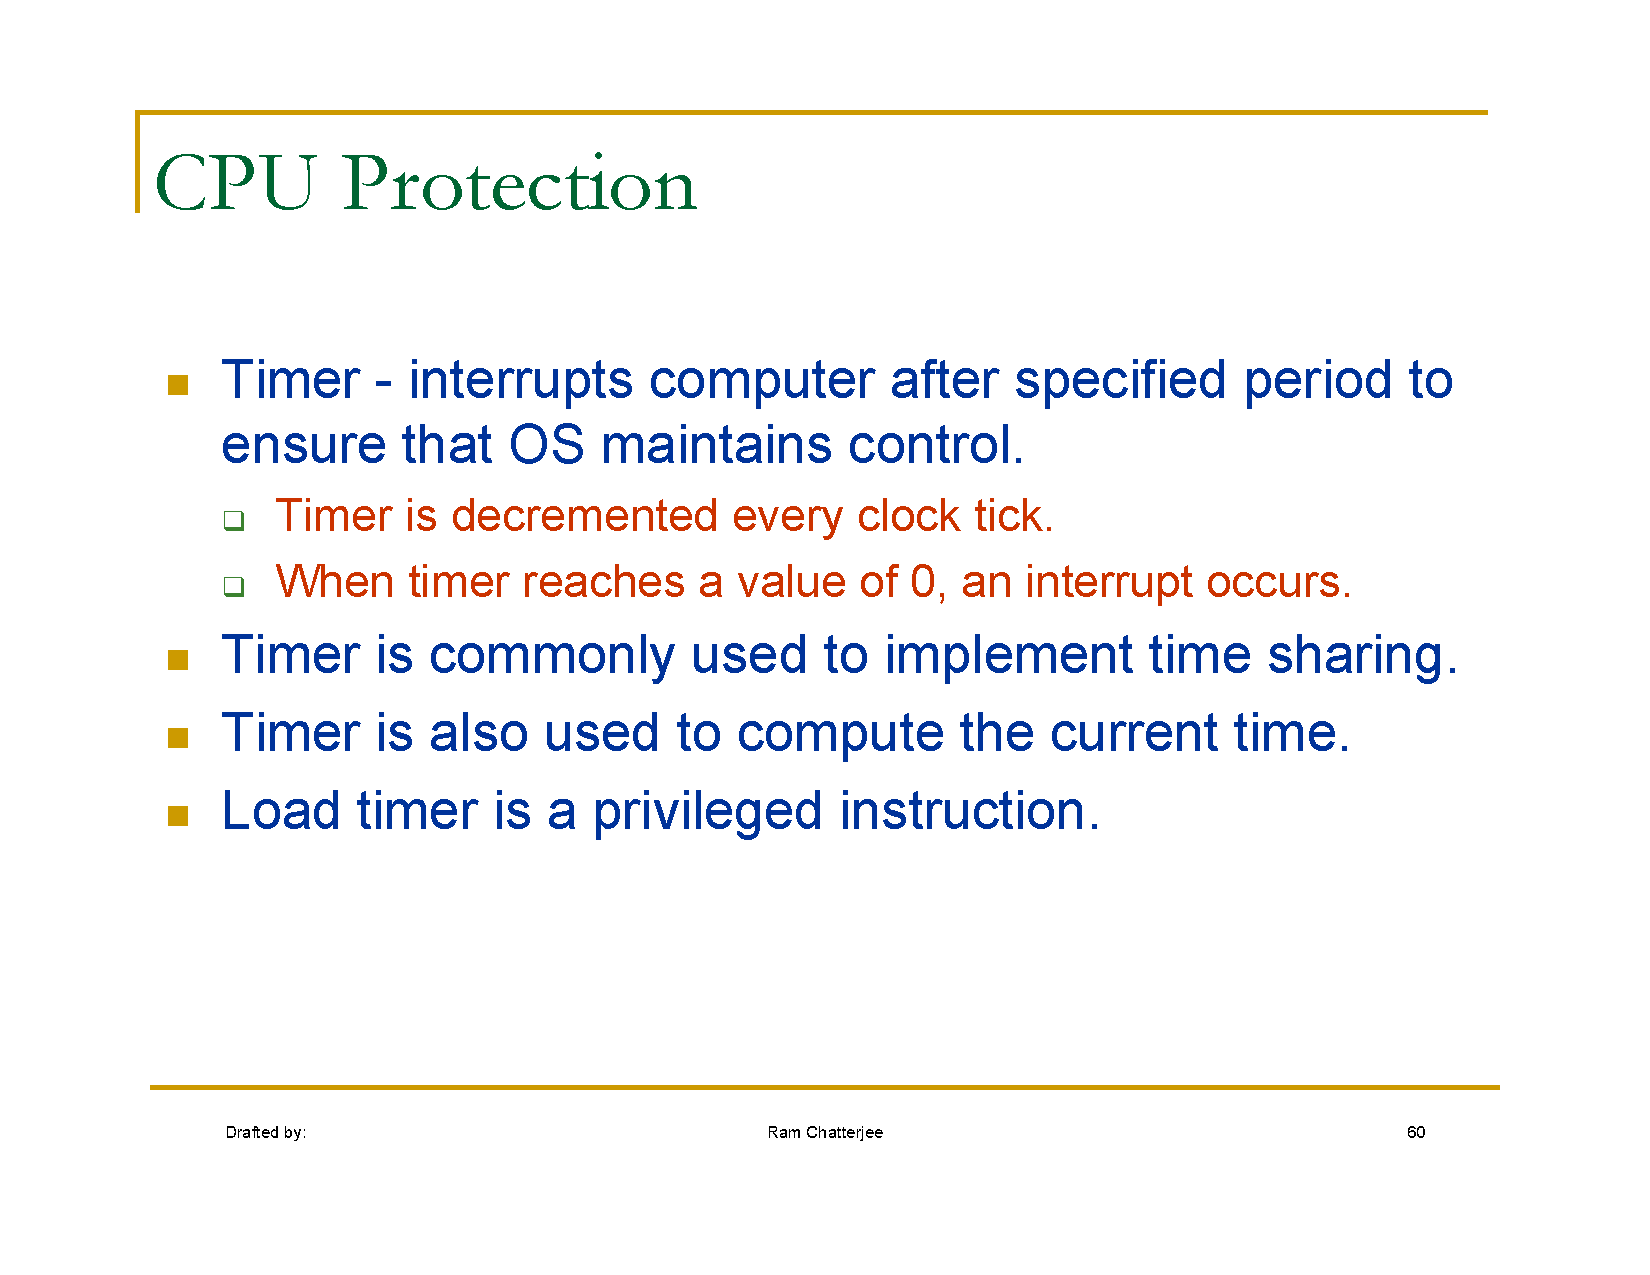 CPU Protection
Timer - interrupts computer after specified period to
ensure that OS maintains control.
Timer is decremented every clock tick.
When timer reaches a value of 0, an interrupt occurs.
Timer is commonly used to implement time sharing.
Timer is also used to compute the current time.
Load timer is a privileged instruction.
Drafted by: Ram Chatterjee 60